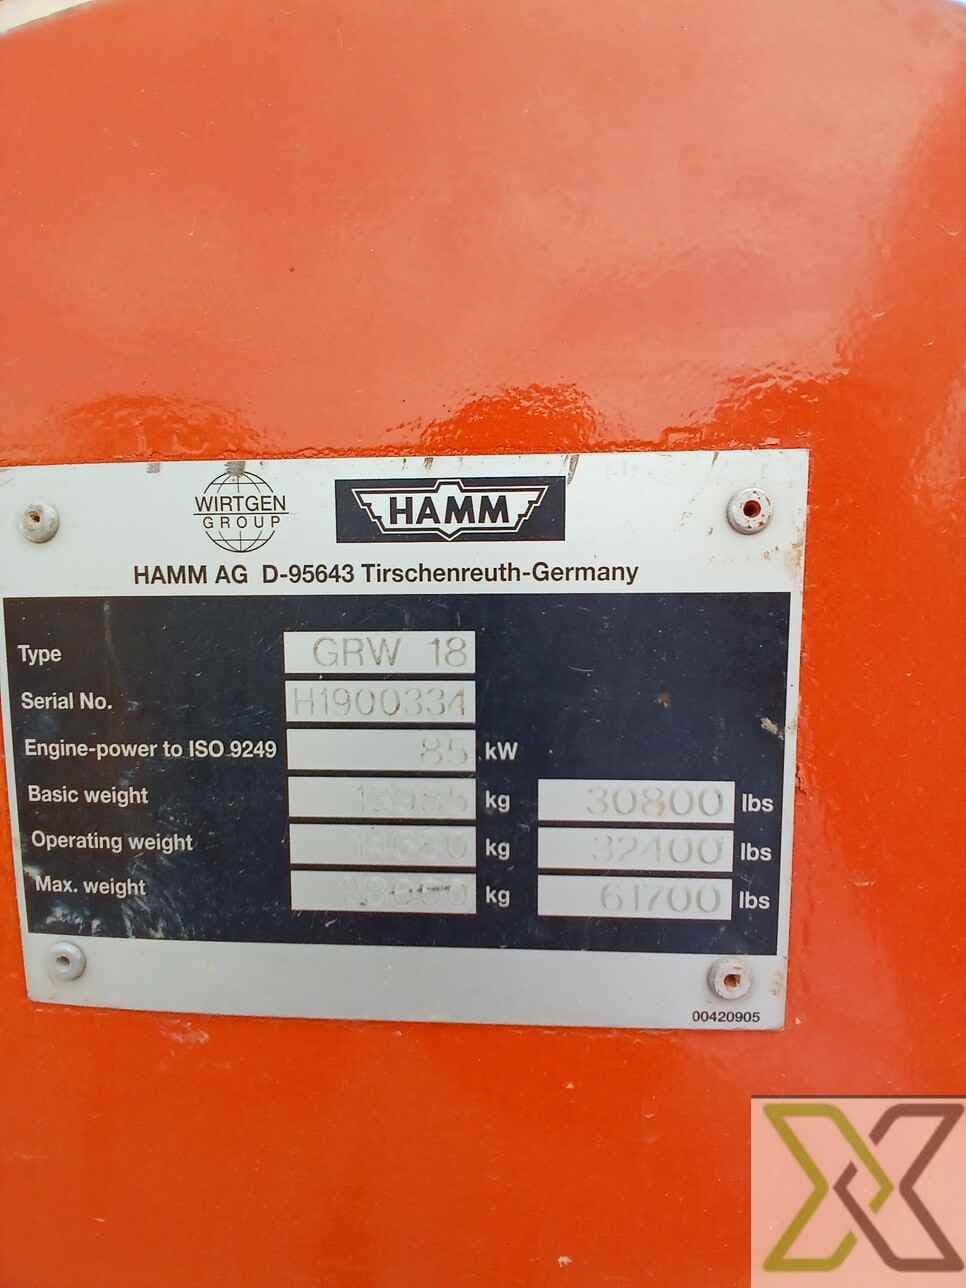 WIRTGEN
GROUP
HAMM
HAMM AG D-95643 Tirschenreuth-Germany
Type GRW 18
Serial No. H1900334
Engine-power to ISO 9249 85 kW
Basic weight kg 30800 lbs
Operating weight kg 32400 lbs
Max. weight kg 61700 lbs
00420905